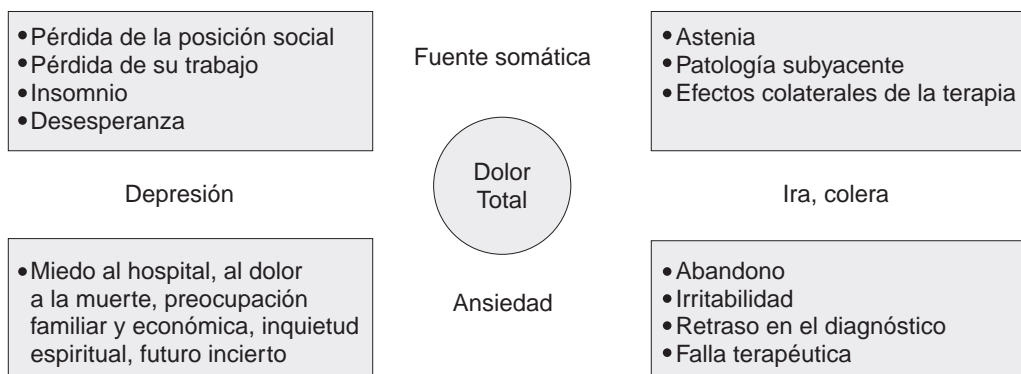 • Pérdida de la posición social
• Pérdida de su trabajo
• Insomnio
• Desesperanza
Fuente somática
• Astenia
• Patología subyacente
• Efectos colaterales de la terapia
Depresión
Dolor
Total
Ira, colera
• Miedo al hospital, al dolor
a la muerte, preocupación
familiar y económica, inquietud
espiritual, futuro incierto
Ansiedad
• Abandono
• Irritabilidad
• Retraso en el diagnóstico
• Falla terapéutica